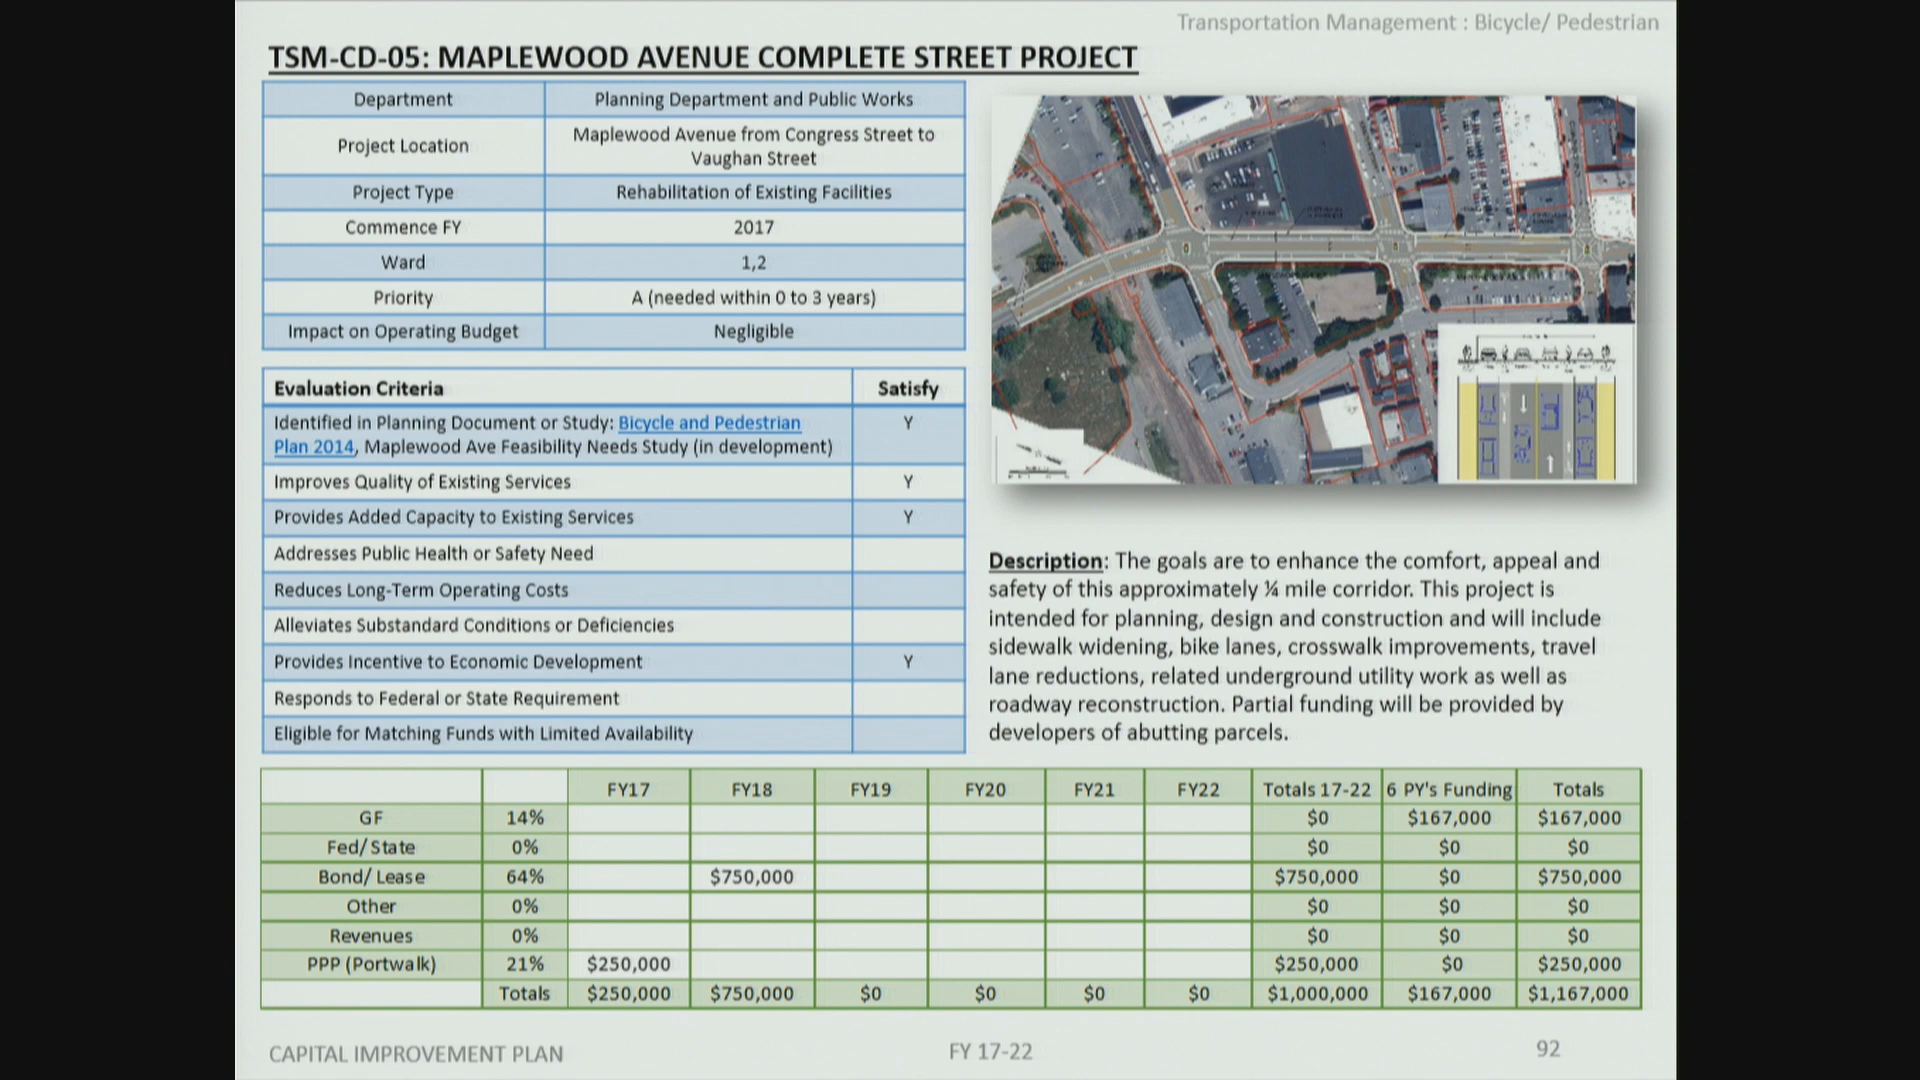 Transportation Management : Bicycle/ Pedestrian
TSM-CD-05: MAPLEWOOD AVENUE COMPLETE STREET PROJECT
Department Planning Department and Public Works
Project Location Maplewood Avenue from Congress Street to
Vaughan Street
Project Type Rehabilitation of Existing Facilities
Commence FY 2017
Ward 1,2
Priority A (needed within 0 to 3 years)
Impact on Operating Budget Negligible
Evaluation Criteria Satisfy
Identified in Planning Document or Study: Bicycle and Pedestrian Y
Plan 2014, Maplewood Ave Feasibility Needs Study (in development)
Improves Quality of Existing Services Y
Provides Added Capacity to Existing Services Y
Addresses Public Health or Safety Need
Reduces Long-Term Operating Costs
Alleviates Substandard Conditions or Deficiencies
Provides Incentive to Economic Development Y
Responds to Federal or State Requirement
Eligible for Matching Funds with Limited Availability
Description: The goals are to enhance the comfort, appeal and
safety of this approximately ¼ mile corridor. This project is
intended for planning, design and construction and will include
sidewalk widening, bike lanes, crosswalk improvements, travel
lane reductions, related underground utility work as well as
roadway reconstruction. Partial funding will be provided by
developers of abutting parcels.
FY17 FY18 FY19 FY20 FY21 FY22 Totals 17-22 6 PY's Funding Totals
GF 14% $0 $167,000 $167,000
Fed/ State 0% $0 $0 $0
Bond/ Lease 64% $750,000 $750,000 $0 $750,000
Other 0% $0 $0 $0
Revenues 0% $0 $0 $0
PPP (Portwalk) 21% $250,000 $250,000 $0 $250,000
Totals $250,000 $750,000 $0 $0 $0 $0 $1,000,000 $167,000 $1,167,000
CAPITAL IMPROVEMENT PLAN FY 17-22 92